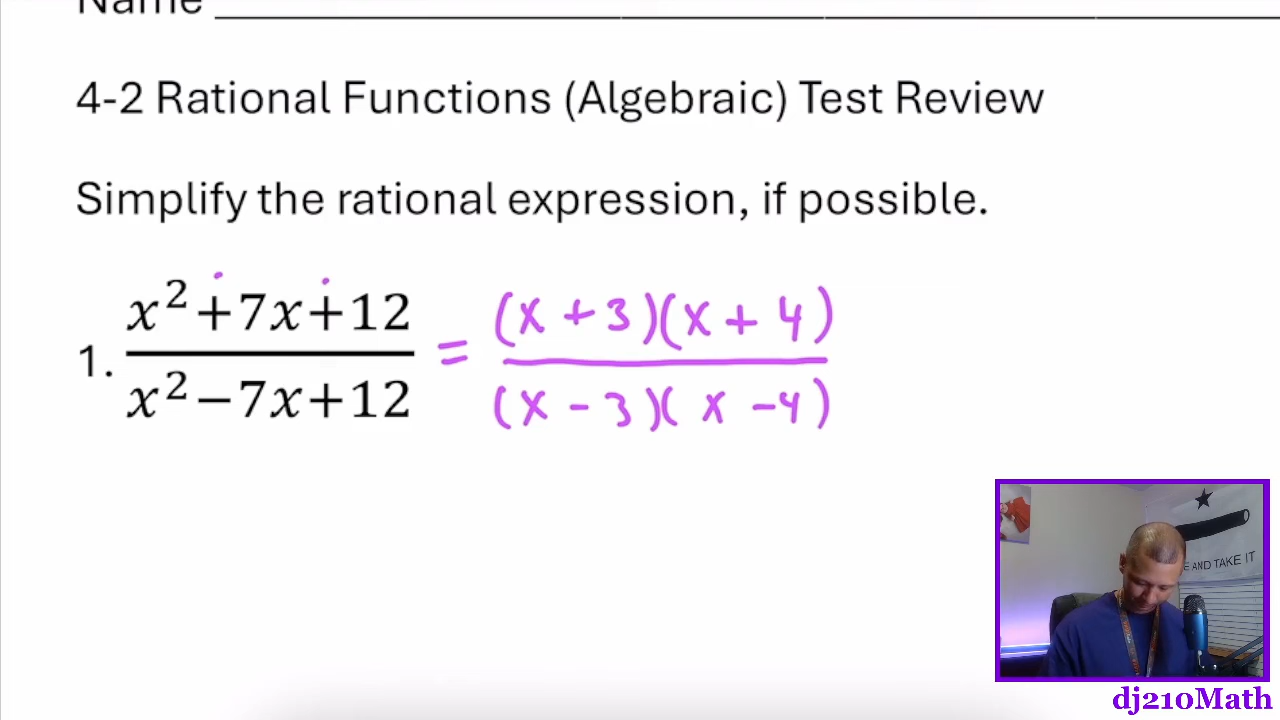 Name
4-2 Rational Functions (Algebraic) Test Review
Simplify the rational expression, if possible.
1. x²+7x+12 / x²−7x+12 = (x + 3)(x + 4) / (x − 3)(x − 4)
E AND TAKE IT
dj210Math